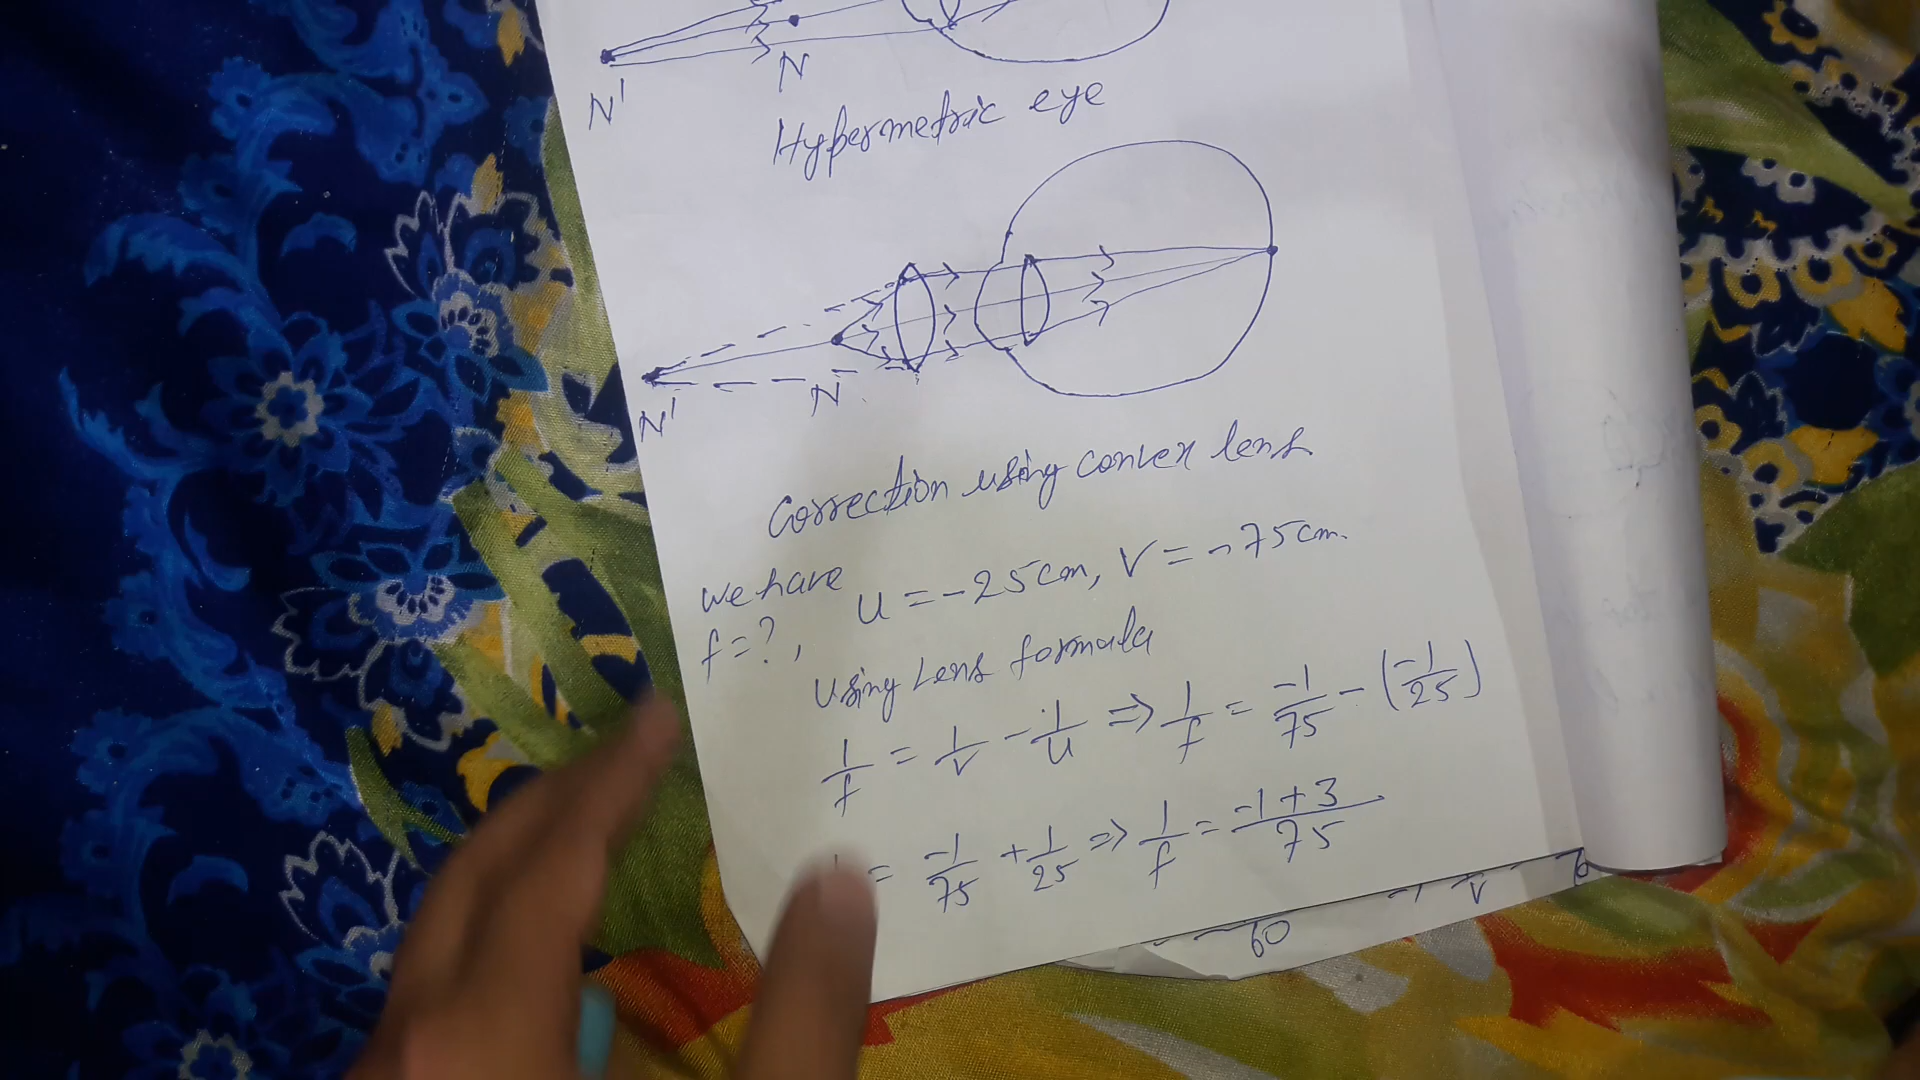 N' N
Hypermetric eye
N' N
Correction using convex lens
we have u = -25cm, v = -75cm.
f = ?,
Using Lens formula
1/f = 1/v - 1/u ⇒ 1/f = -1/75 - (-1/25)
= -1/75 + 1/25 ⇒ 1/f = -1+3/75
60